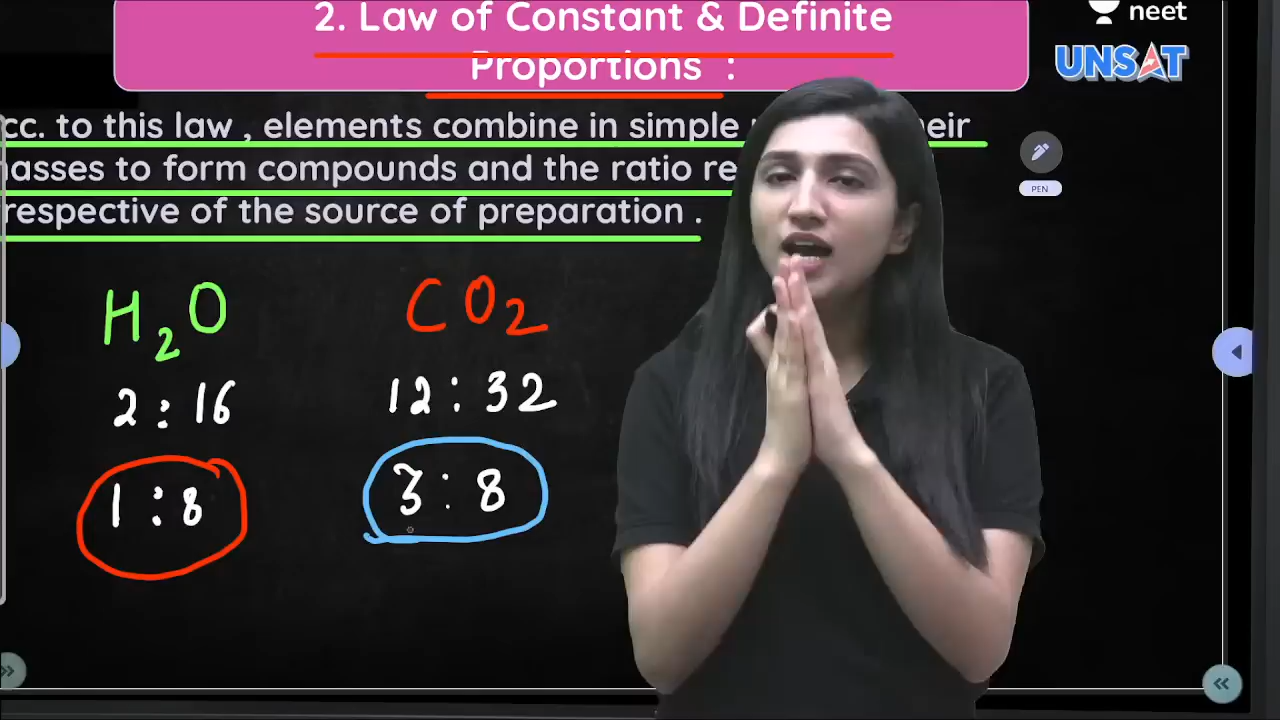 2. Law of Constant & Definite
Proportions :
neet
UNSAT
cc. to this law , elements combine in simple
asses to form compounds and the ratio re
respective of the source of preparation .
PEN
H2O
CO2
2 : 16
12 : 32
1 : 8
3 : 8